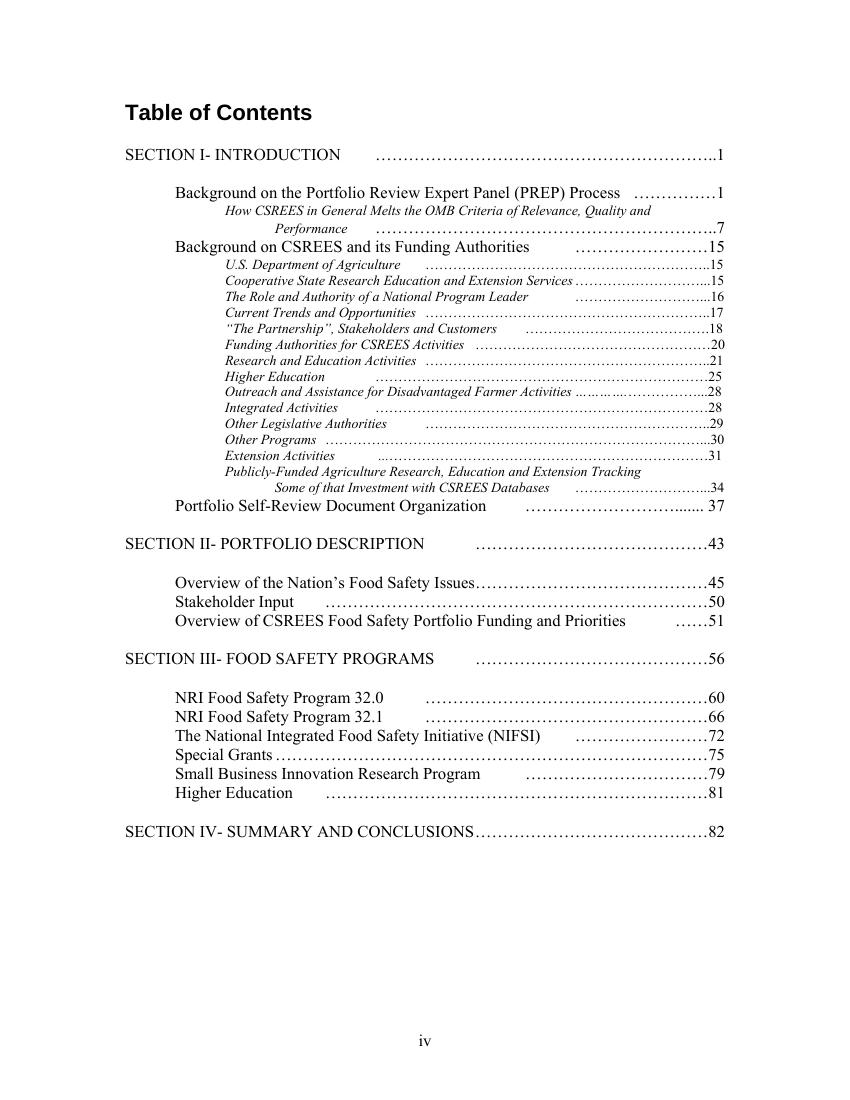 Table of Contents
SECTION I- INTRODUCTION ………………………………………………………..1
Background on the Portfolio Review Expert Panel (PREP) Process ……………1
How CSREES in General Melts the OMB Criteria of Relevance, Quality and
Performance ………………………………………………………..7
Background on CSREES and its Funding Authorities ……………………15
U.S. Department of Agriculture ……………………………………………………..15
Cooperative State Research Education and Extension Services ………………………...15
The Role and Authority of a National Program Leader ………………………...16
Current Trends and Opportunities ……………………………………………………..17
“The Partnership”, Stakeholders and Customers ………………………………….18
Funding Authorities for CSREES Activities ……………………………………………20
Research and Education Activities ……………………………………………………..21
Higher Education ………………………………………………………………25
Outreach and Assistance for Disadvantaged Farmer Activities ………..……………...28
Integrated Activities ………………………………………………………………28
Other Legislative Authorities ……………………………………………………..29
Other Programs ………………………………………………………………………...30
Extension Activities ...……………………………………………………………31
Publicly-Funded Agriculture Research, Education and Extension Tracking
Some of that Investment with CSREES Databases ………………………...34
Portfolio Self-Review Document Organization ………………………....... 37
SECTION II- PORTFOLIO DESCRIPTION ……………………………………43
Overview of the Nation’s Food Safety Issues……………………………………45
Stakeholder Input ……………………………………………………………50
Overview of CSREES Food Safety Portfolio Funding and Priorities ……51
SECTION III- FOOD SAFETY PROGRAMS ……………………………………56
NRI Food Safety Program 32.0 ……………………………………………60
NRI Food Safety Program 32.1 ……………………………………………66
The National Integrated Food Safety Initiative (NIFSI) ……………………72
Special Grants ……………………………………………………………………75
Small Business Innovation Research Program ……………………………79
Higher Education ……………………………………………………………81
SECTION IV- SUMMARY AND CONCLUSIONS……………………………………82
iv